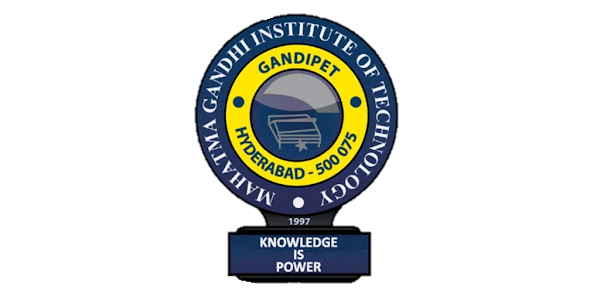 MAHATMA GANDHI INSTITUTE OF TECHNOLOGY
GANDIPET
HYDERABAD - 500 075
1997
KNOWLEDGE
IS
POWER